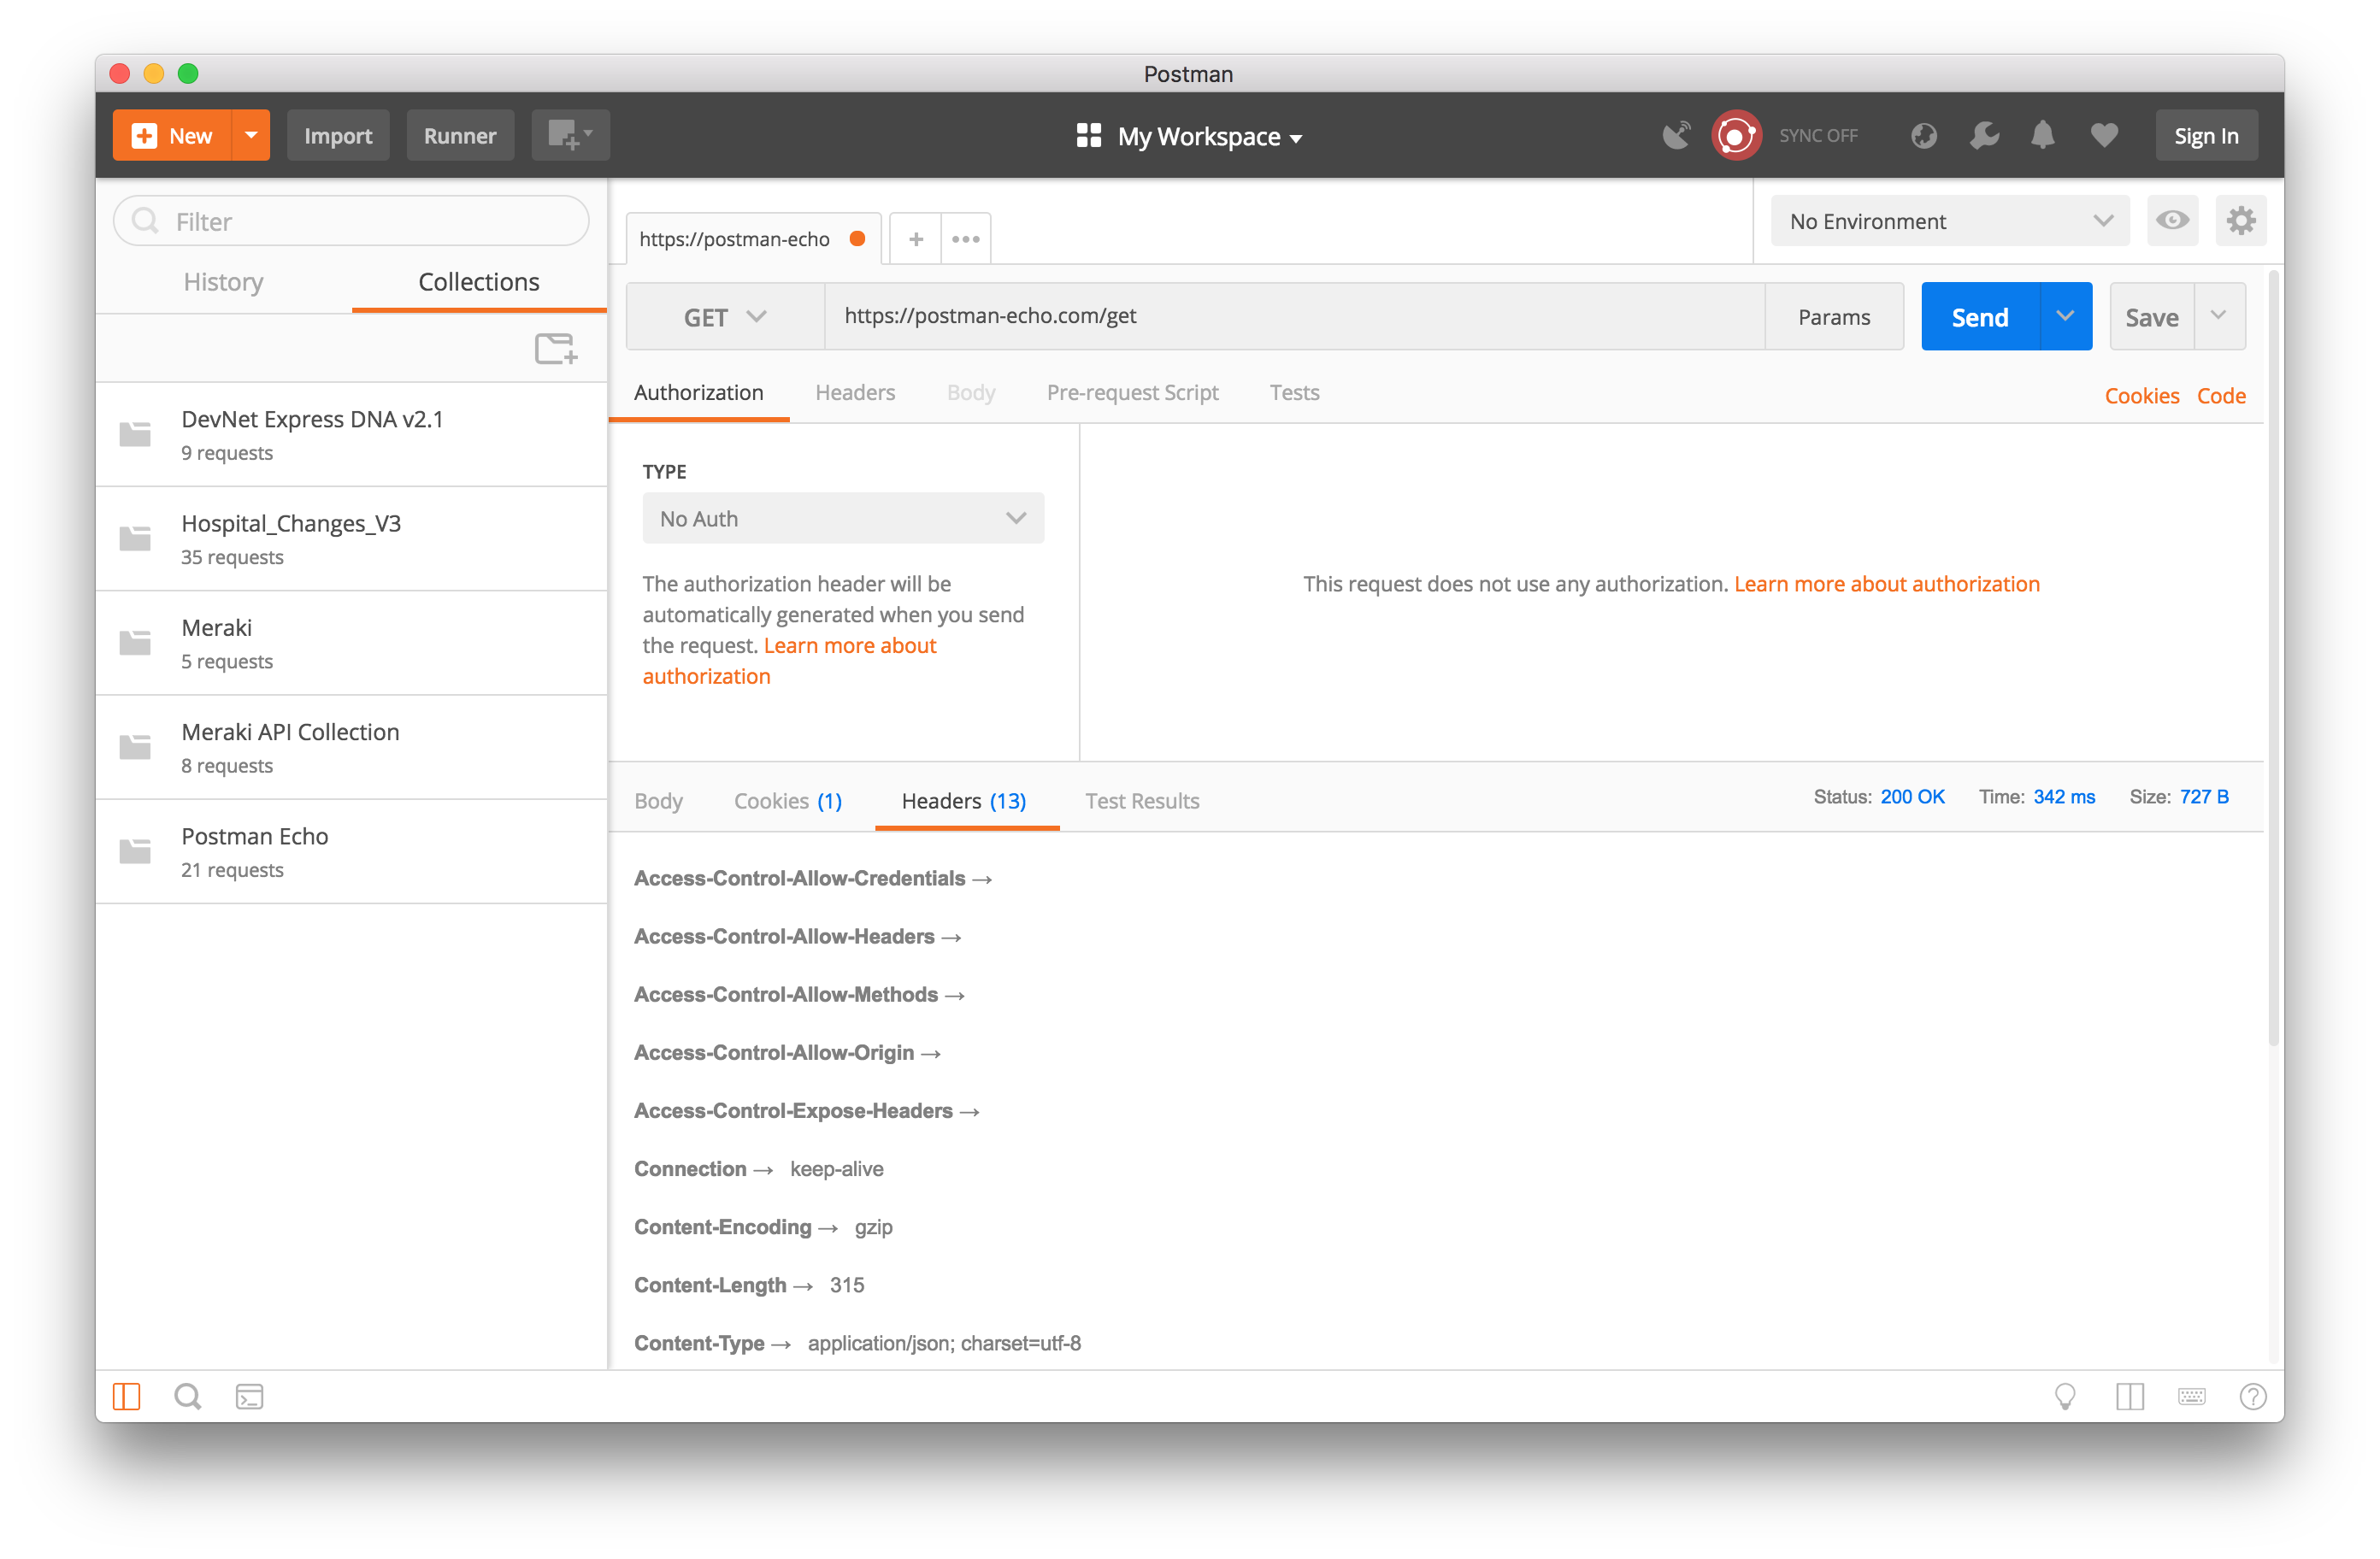 Postman
New
Import
Runner
My Workspace
SYNC OFF
Sign In
Filter
History
Collections
DevNet Express DNA v2.1
9 requests
Hospital_Changes_V3
35 requests
Meraki
5 requests
Meraki API Collection
8 requests
Postman Echo
21 requests
https://postman-echo
+
•••
No Environment
GET
https://postman-echo.com/get
Params
Send
Save
Authorization
Headers
Body
Pre-request Script
Tests
Cookies
Code
TYPE
No Auth
The authorization header will be
automatically generated when you send
the request. Learn more about
authorization
This request does not use any authorization. Learn more about authorization
Body
Cookies (1)
Headers (13)
Test Results
Status: 200 OK
Time: 342 ms
Size: 727 B
Access-Control-Allow-Credentials →
Access-Control-Allow-Headers →
Access-Control-Allow-Methods →
Access-Control-Allow-Origin →
Access-Control-Expose-Headers →
Connection → keep-alive
Content-Encoding → gzip
Content-Length → 315
Content-Type → application/json; charset=utf-8